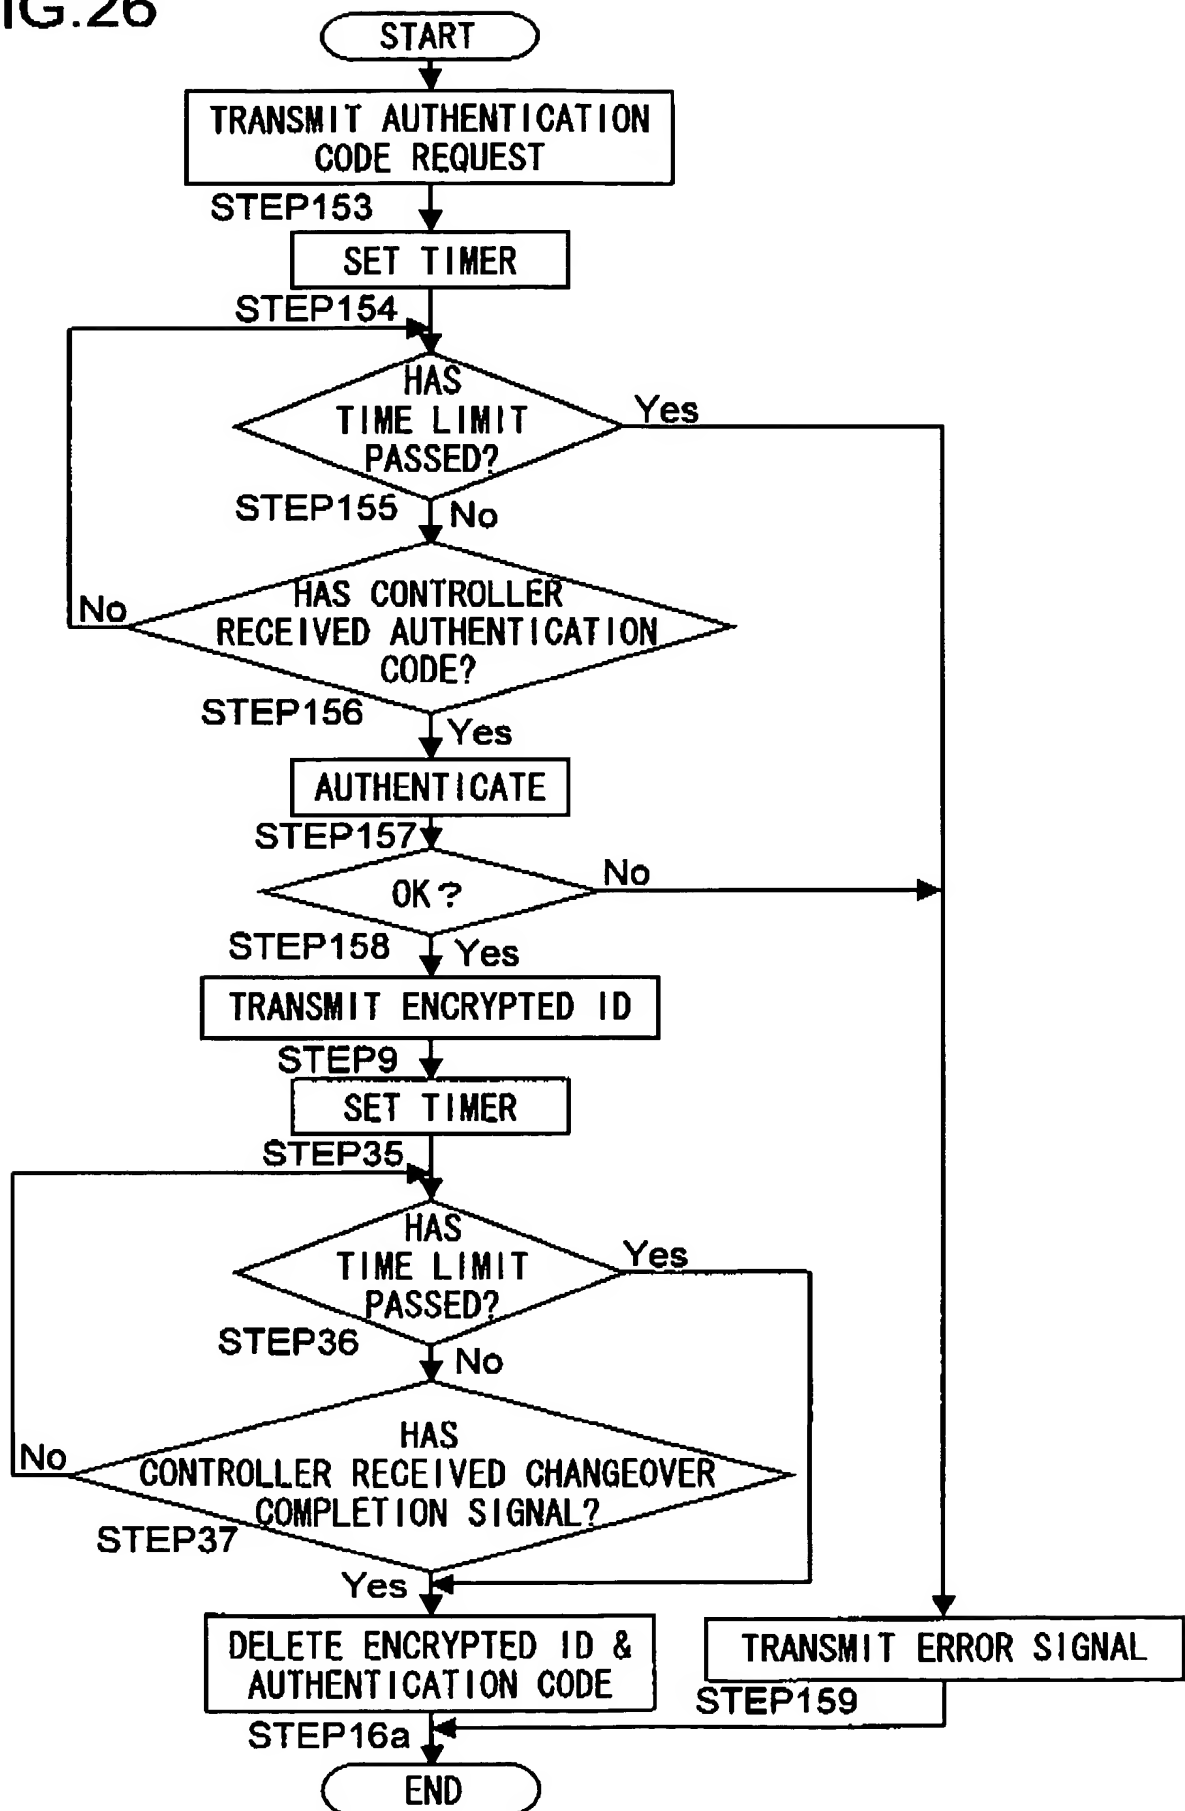 IG.26
START
TRANSMIT AUTHENTICATION
CODE REQUEST
STEP153
SET TIMER
STEP154
HAS
TIME LIMIT
PASSED?
Yes
STEP155
No
HAS CONTROLLER
RECEIVED AUTHENTICATION
CODE?
No
STEP156
Yes
AUTHENTICATE
STEP157
OK?
No
STEP158
Yes
TRANSMIT ENCRYPTED ID
STEP9
SET TIMER
STEP35
HAS
TIME LIMIT
PASSED?
Yes
STEP36
No
HAS
CONTROLLER RECEIVED CHANGEOVER
COMPLETION SIGNAL?
No
STEP37
Yes
DELETE ENCRYPTED ID &
AUTHENTICATION CODE
TRANSMIT ERROR SIGNAL
STEP159
STEP16a
END